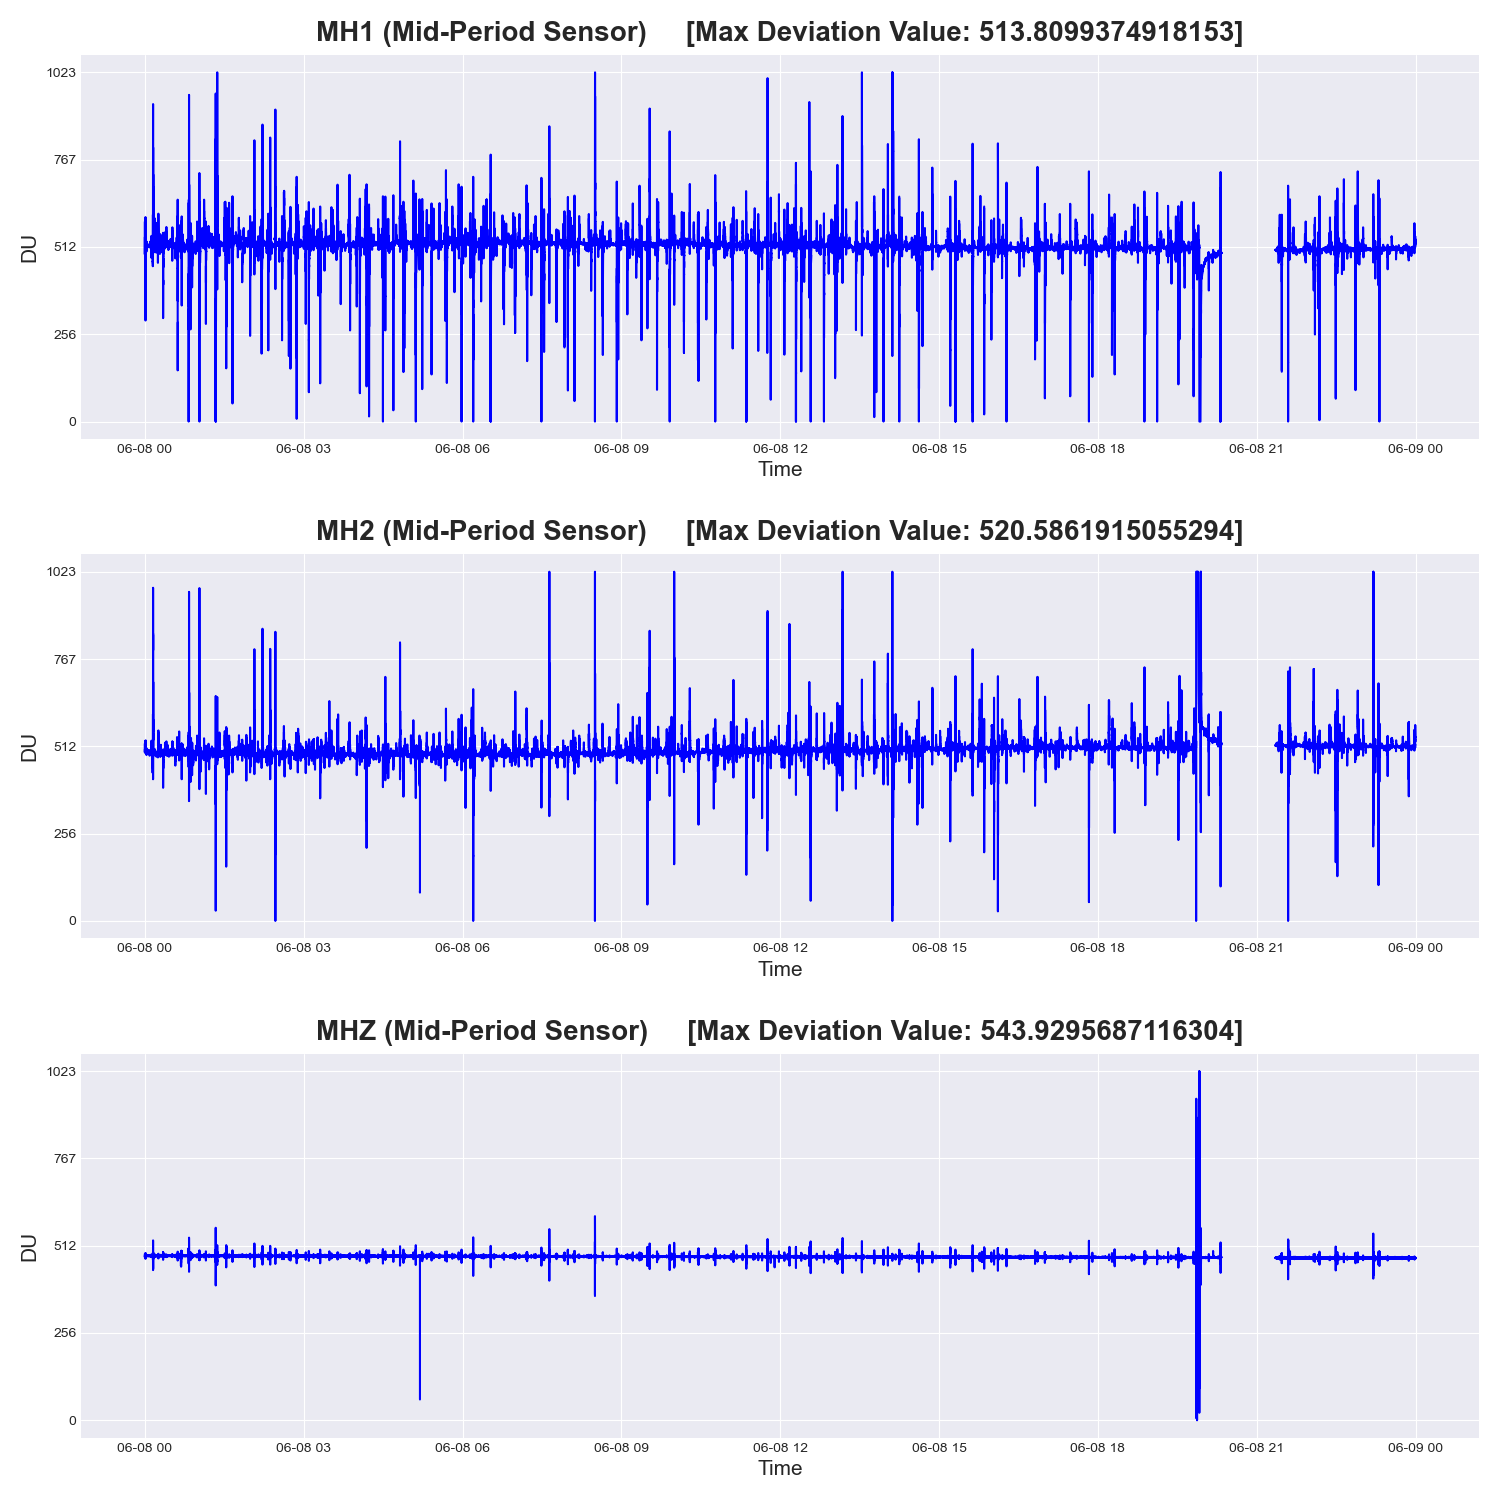 MH1 (Mid-Period Sensor) [Max Deviation Value: 513.8099374918153]
1023
767
512
256
0
DU
06-08 00 06-08 03 06-08 06 06-08 09 06-08 12 06-08 15 06-08 18 06-08 21 06-09 00
Time
MH2 (Mid-Period Sensor) [Max Deviation Value: 520.5861915055294]
1023
767
512
256
0
DU
06-08 00 06-08 03 06-08 06 06-08 09 06-08 12 06-08 15 06-08 18 06-08 21 06-09 00
Time
MHZ (Mid-Period Sensor) [Max Deviation Value: 543.9295687116304]
1023
767
512
256
0
DU
06-08 00 06-08 03 06-08 06 06-08 09 06-08 12 06-08 15 06-08 18 06-08 21 06-09 00
Time